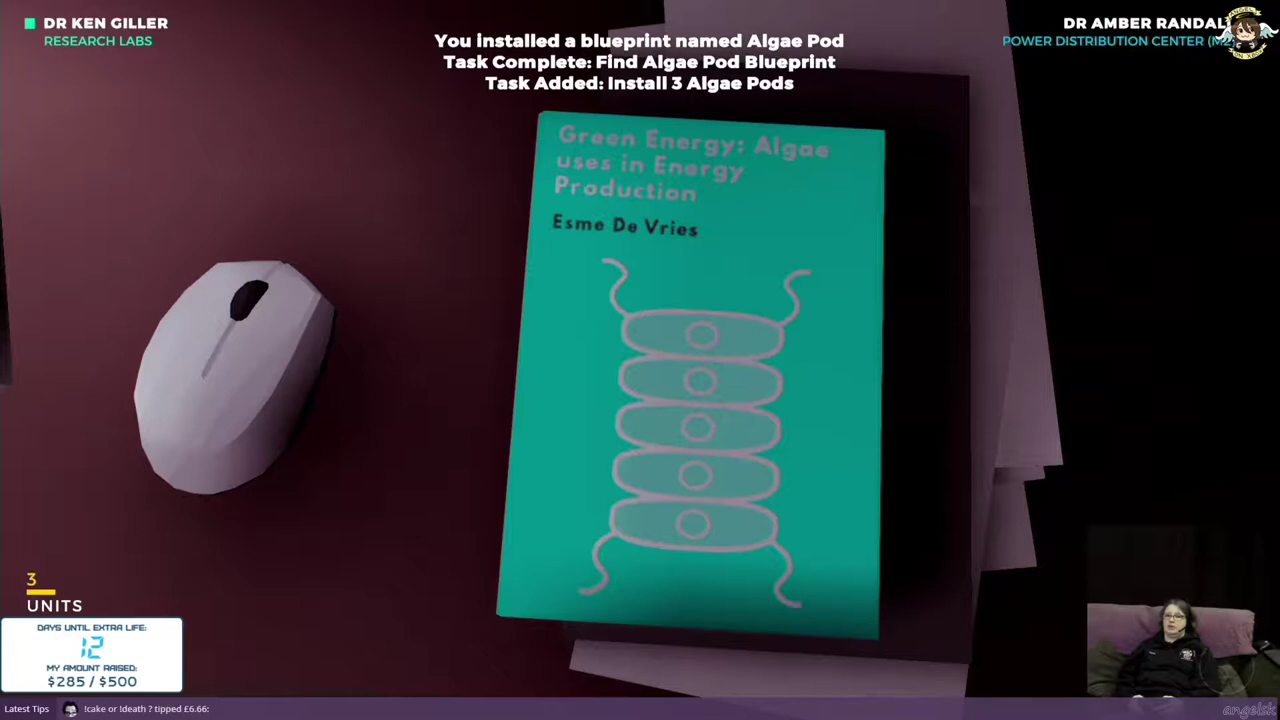 DR KEN GILLER
RESEARCH LABS
You installed a blueprint named Algae Pod
Task Complete: Find Algae Pod Blueprint
Task Added: Install 3 Algae Pods
DR AMBER RANDALL
POWER DISTRIBUTION CENTER
Green Energy: Algae
uses in Energy
Production
Esme De Vries
3
UNITS
DAYS UNTIL EXTRA LIFE:
12
MY AMOUNT RAISED:
$285 / $500
Latest Tips
!cake or !death ? tipped £6.66:
angelsk